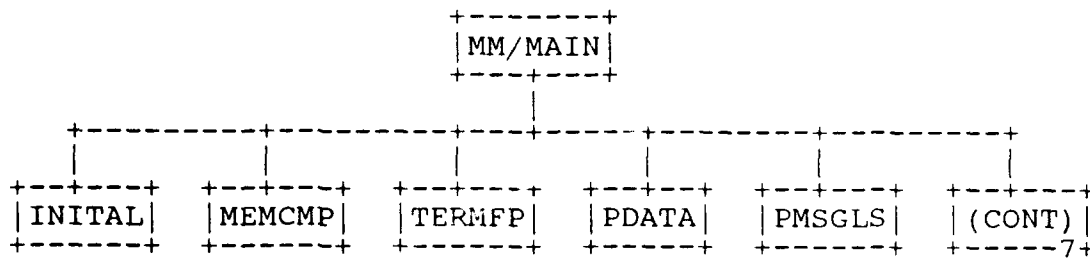 MM/MAIN
INITAL MEMCMP TERMFP PDATA PMSGLS (CONT)
7